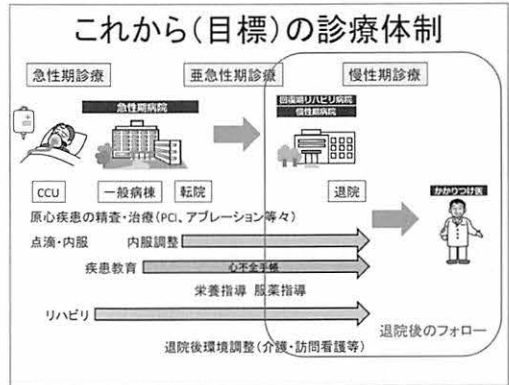 これから(目標)の診療体制
急性期診療
亜急性期診療
慢性期診療
急性期病院
回復期リハビリ病院
慢性期病院
CCU
一般病棟
転院
退院
かかりつけ医
原心疾患の精査・治療(PCI、アブレーション等々)
点滴・内服
内服調整
疾患教育
心不全手帳
栄養指導 服薬指導
リハビリ
退院後のフォロー
退院後環境調整(介護・訪問看護等)